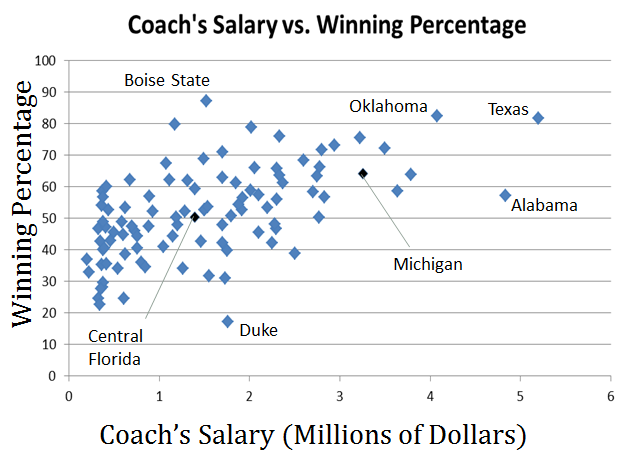 Coach's Salary vs. Winning Percentage
Winning Percentage
100
90
80
70
60
50
40
30
20
10
0
Boise State
Oklahoma
Texas
Alabama
Michigan
Central
Florida
Duke
0 1 2 3 4 5 6
Coach’s Salary (Millions of Dollars)